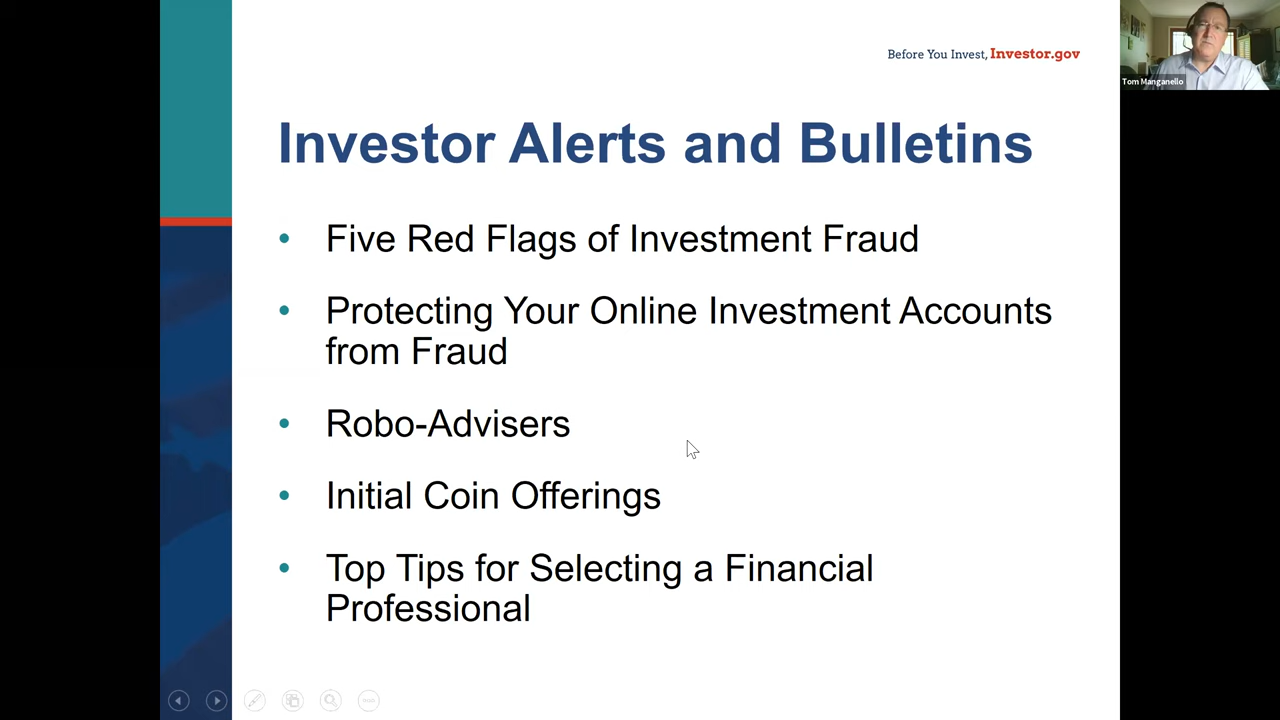 Before You Invest, Investor.gov
Tom Manganello
Investor Alerts and Bulletins
• Five Red Flags of Investment Fraud
• Protecting Your Online Investment Accounts
from Fraud
• Robo-Advisers
• Initial Coin Offerings
• Top Tips for Selecting a Financial
Professional